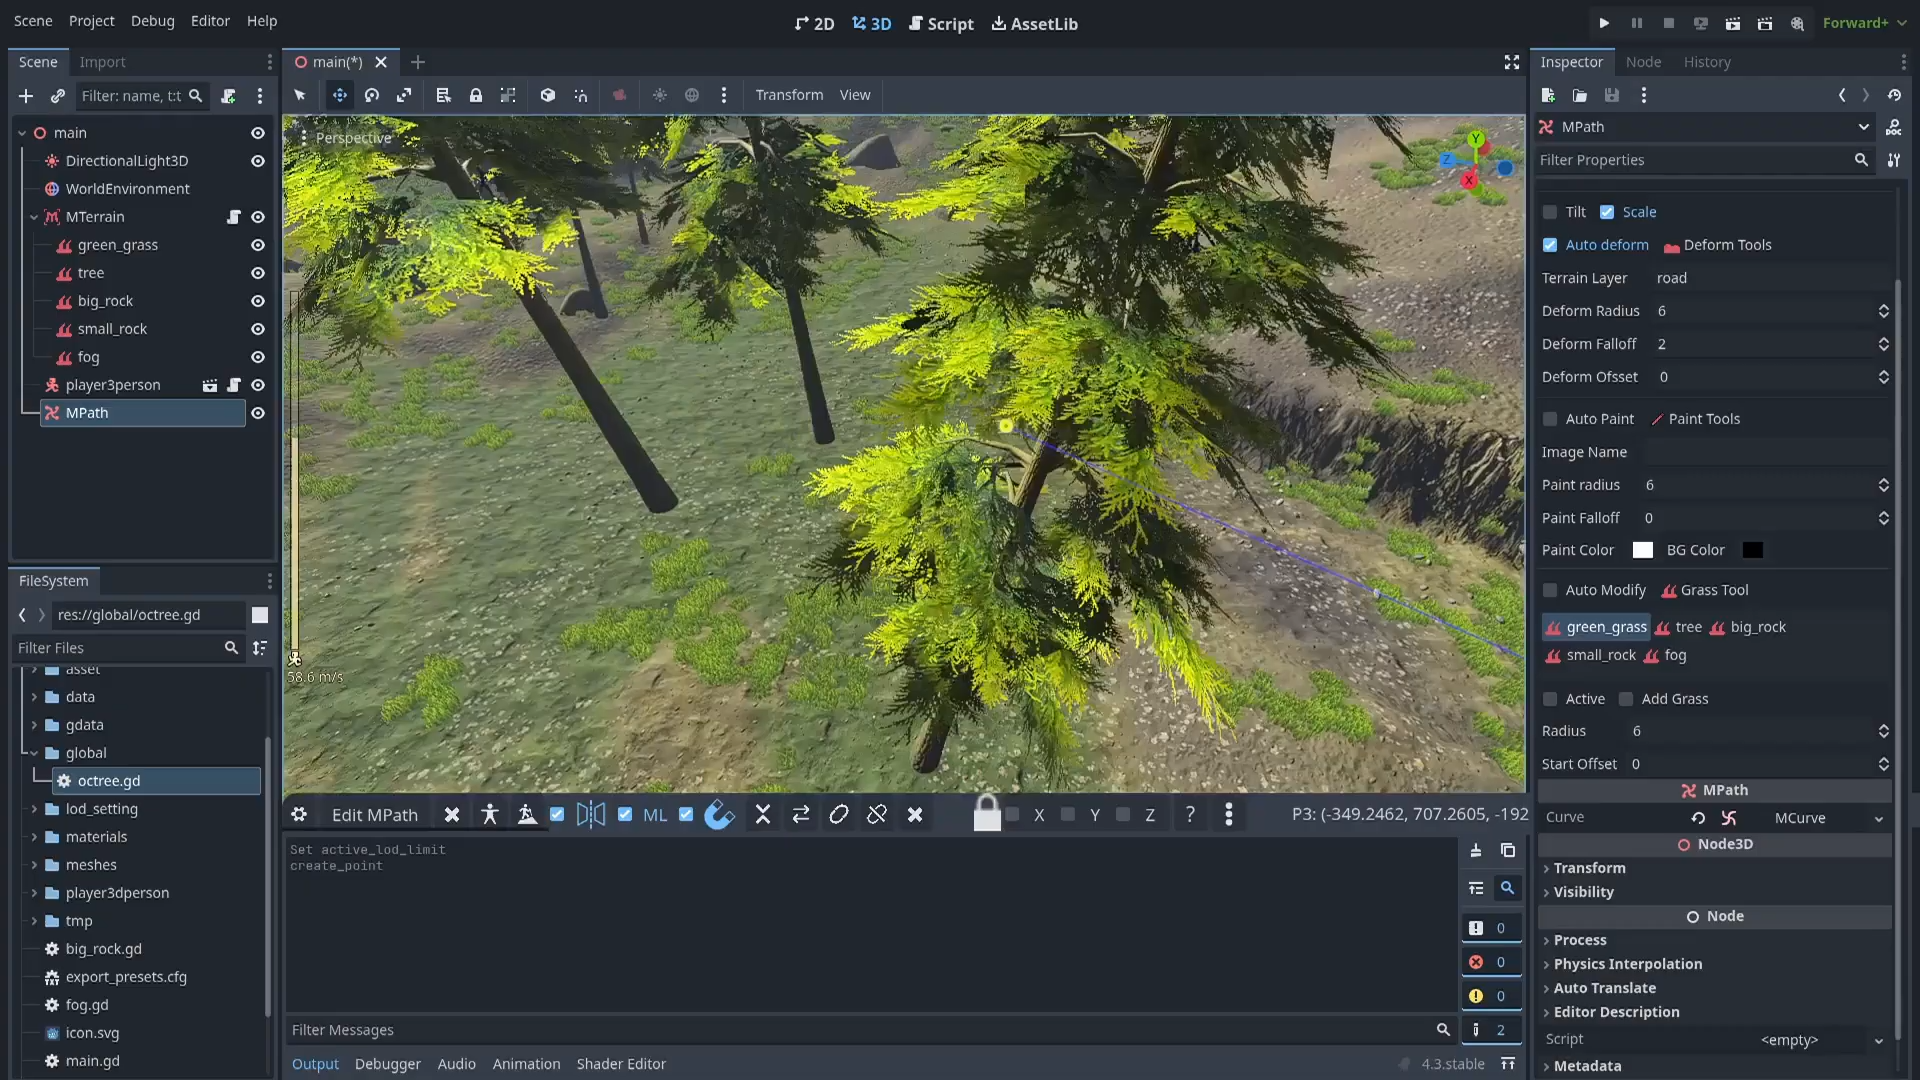 Scene Project Debug Editor Help
2D 3D Script AssetLib
Forward+
Scene Import
Filter: name, t:t
main
DirectionalLight3D
WorldEnvironment
MTerrain
green_grass
tree
big_rock
small_rock
fog
player3person
MPath
FileSystem
res://global/octree.gd
Filter Files
asset
data
gdata
global
octree.gd
lod_setting
materials
meshes
player3dperson
tmp
big_rock.gd
export_presets.cfg
fog.gd
icon.svg
main.gd
main(*)
Transform View
Perspective
Y
Z
X
58.6 m/s
Edit MPath ML X Y Z ? P3: (-349.2462, 707.2605, -192
Set active_lod_limit
create_point
0
0
0
2
Filter Messages
Output Debugger Audio Animation Shader Editor 4.3.stable
Inspector Node History
MPath
Filter Properties
Tilt Scale
Auto deform Deform Tools
Terrain Layer road
Deform Radius 6
Deform Falloff 2
Deform Ofsset 0
Auto Paint Paint Tools
Image Name
Paint radius 6
Paint Falloff 0
Paint Color BG Color
Auto Modify Grass Tool
green_grass tree big_rock
small_rock fog
Active Add Grass
Radius 6
Start Offset 0
MPath
Curve MCurve
Node3D
Transform
Visibility
Node
Process
Physics Interpolation
Auto Translate
Editor Description
Script <empty>
Metadata